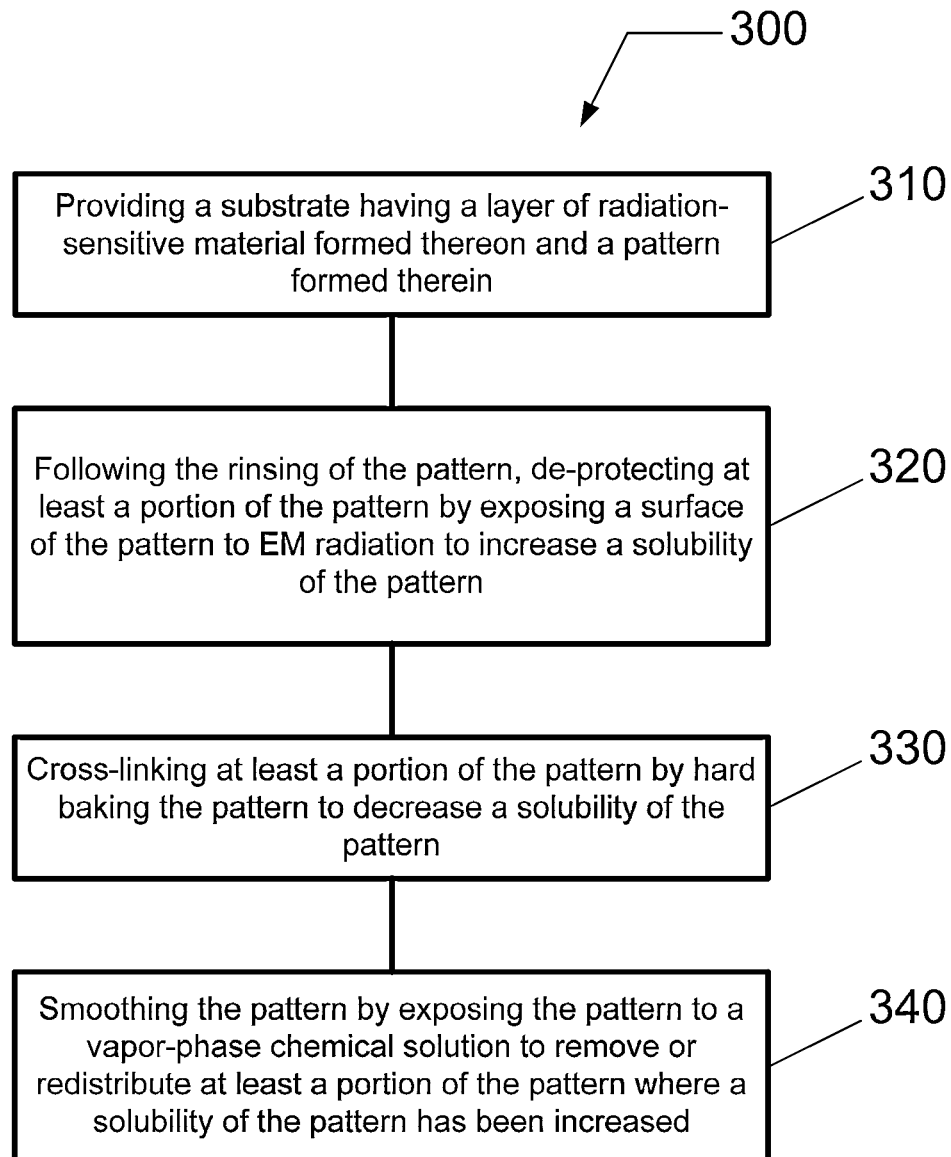 300
310
Providing a substrate having a layer of radiation-
sensitive material formed thereon and a pattern
formed therein
320
Following the rinsing of the pattern, de-protecting at
least a portion of the pattern by exposing a surface
of the pattern to EM radiation to increase a solubility
of the pattern
330
Cross-linking at least a portion of the pattern by hard
baking the pattern to decrease a solubility of the
pattern
340
Smoothing the pattern by exposing the pattern to a
vapor-phase chemical solution to remove or
redistribute at least a portion of the pattern where a
solubility of the pattern has been increased